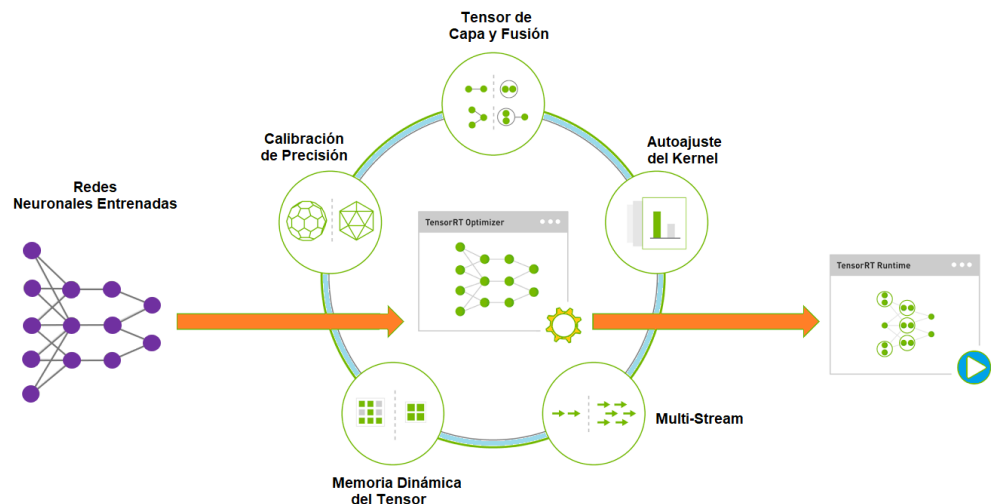 Tensor de
Capa y Fusión
Calibración
de Precisión
Autoajuste
del Kernel
Redes
Neuronales Entrenadas
TensorRT Optimizer
TensorRT Runtime
Multi-Stream
Memoria Dinámica
del Tensor